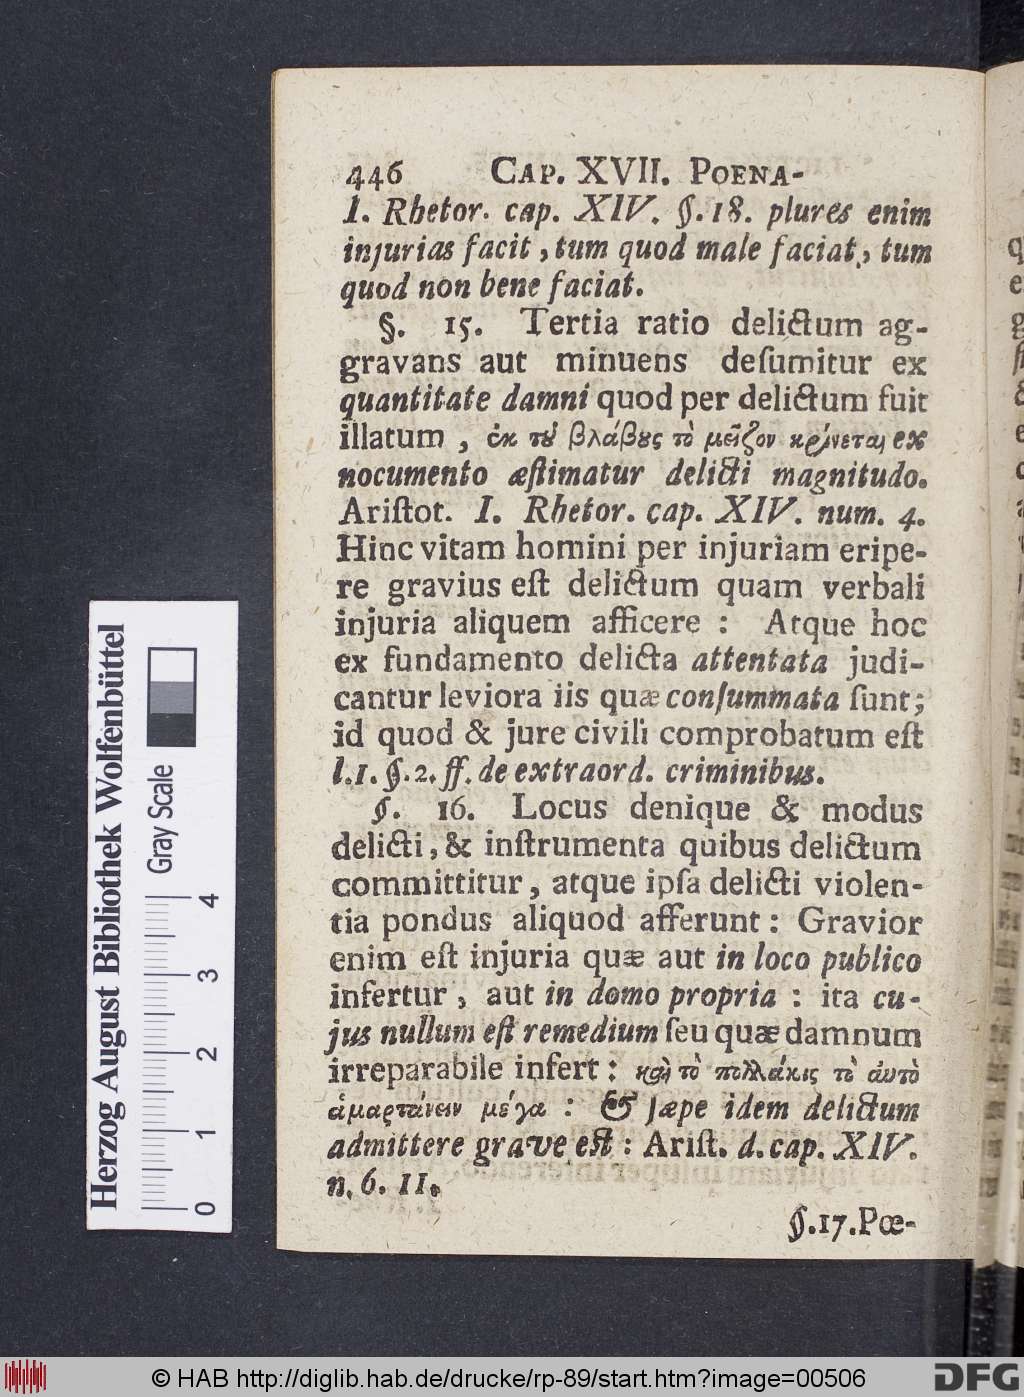 446 CAP. XVII. POENA-
I. Rhetor. cap. XIV. §. 18. plures enim
injurias facit, tum quod male faciat, tum
quod non bene faciat.
§. 15. Tertia ratio delictum ag-
gravans aut minuens deſumitur ex
quantitate damni quod per delictum fuit
illatum, ἐκ τοῦ βλάβους τὸ μεῖζον κρίνεται ex
nocumento æſtimatur delicti magnitudo.
Ariſtot. I. Rhetor. cap. XIV. num. 4.
Hinc vitam homini per injuriam eripe-
re gravius eſt delictum quam verbali
injuria aliquem afficere : Atque hoc
ex fundamento delicta attentata judi-
cantur leviora iis quæ conſummata ſunt;
id quod & jure civili comprobatum eſt
l.1. §.2. ff. de extraord. criminibus.
§. 16. Locus denique & modus
delicti, & inſtrumenta quibus delictum
committitur, atque ipſa delicti violen-
tia pondus aliquod afferunt : Gravior
enim eſt injuria quæ aut in loco publico
infertur, aut in domo propria : ita cu-
jus nullum eſt remedium ſeu quæ damnum
irreparabile infert : καὶ τὸ πολλάκις τὸ ἀυτὸ
ἁμαρτάνειν μέγα : & ſæpe idem delictum
admittere grave eſt : Ariſt. d. cap. XIV.
n. 6. 11.
§.17. Pœ-
Herzog August Bibliothek Wolfenbüttel
Gray Scale
0 1 2 3 4
© HAB http://diglib.hab.de/drucke/rp-89/start.htm?image=00506
DFG